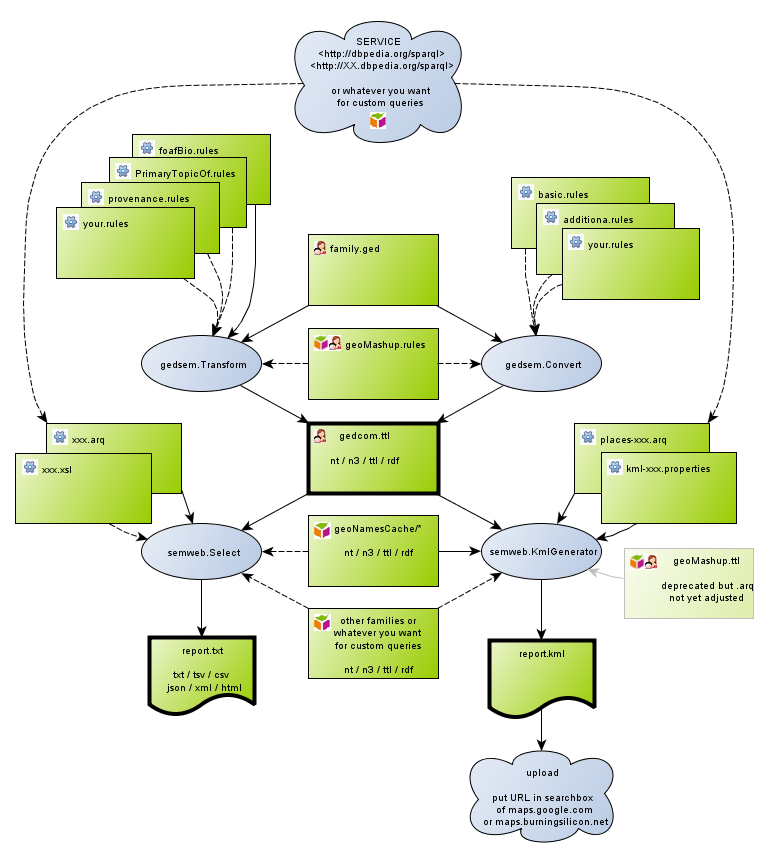 SERVICE
<http://dbpedia.org/sparql>
<http://XX.dbpedia.org/sparql>
or whatever you want
for custom queries
foafBio.rules
PrimaryTopicOf.rules
provenance.rules
your.rules
basic.rules
additiona.rules
your.rules
family.ged
geoMashup.rules
gedsem.Transform
gedsem.Convert
gedcom.ttl
nt / n3 / ttl / rdf
xxx.arq
xxx.xsl
places-xxx.arq
kml-xxx.properties
semweb.Select
geoNamesCache/*
nt / n3 / ttl / rdf
semweb.KmlGenerator
geoMashup.ttl
deprecated but .arq
not yet adjusted
other families or
whatever you want
for custom queries
nt / n3 / ttl / rdf
report.txt
txt / tsv / csv
json / xml / html
report.kml
upload
put URL in searchbox
of maps.google.com
or maps.burningsilicon.net